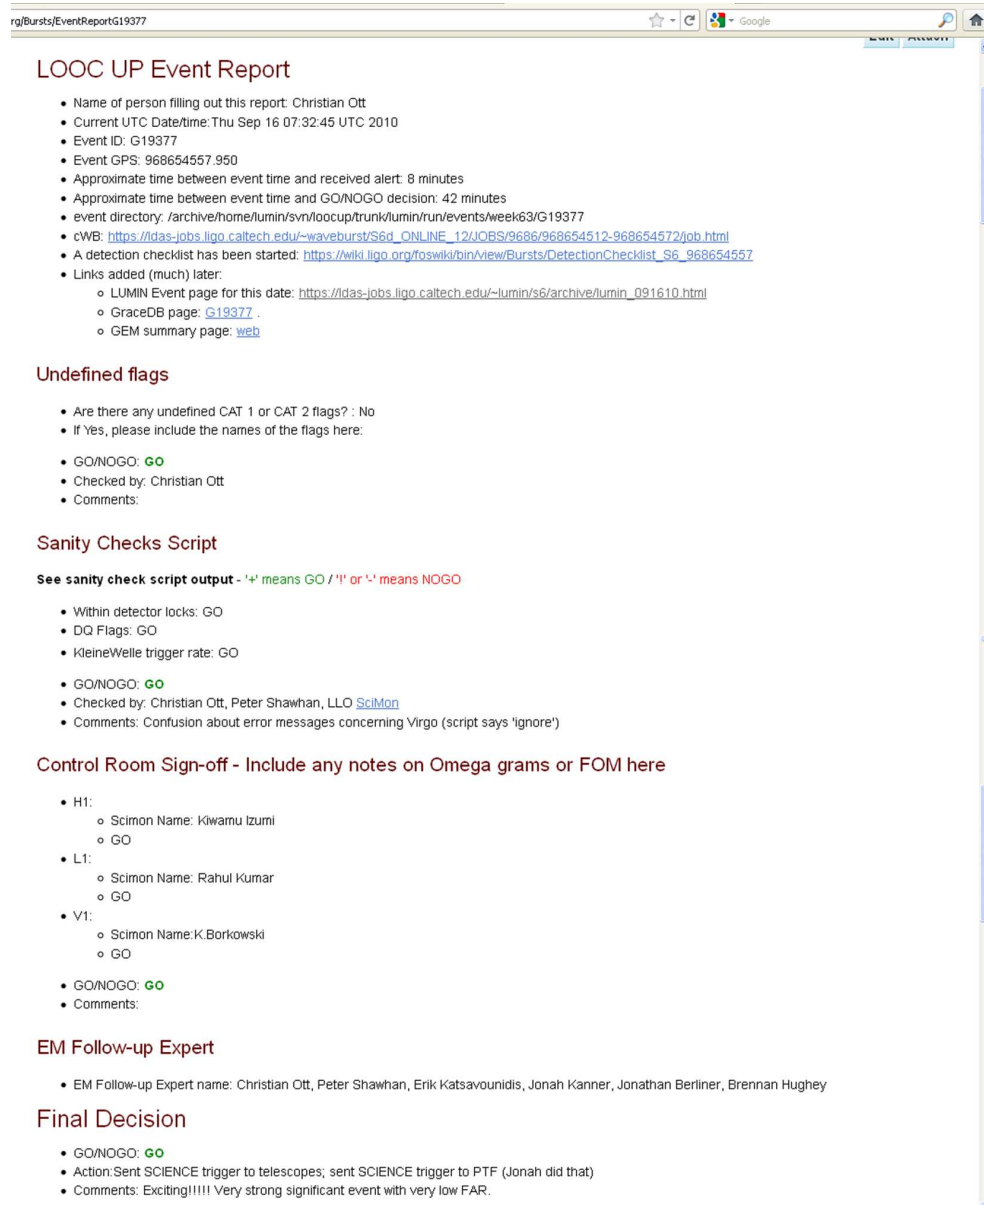 rg/Bursts/EventReportG19377
Google
Edit Attach
LOOC UP Event Report
• Name of person filling out this report: Christian Ott
• Current UTC Date/time:Thu Sep 16 07:32:45 UTC 2010
• Event ID: G19377
• Event GPS: 968654557.950
• Approximate time between event time and received alert: 8 minutes
• Approximate time between event time and GO/NOGO decision: 42 minutes
• event directory: /archive/home/lumin/svn/loocup/trunk/lumin/run/events/week63/G19377
• cWB: https://ldas-jobs.ligo.caltech.edu/~waveburst/S6d_ONLINE_12/JOBS/9686/968654512-968654572/job.html
• A detection checklist has been started: https://wiki.ligo.org/foswiki/bin/view/Bursts/DetectionChecklist_S6_968654557
• Links added (much) later:
◦ LUMIN Event page for this date: https://ldas-jobs.ligo.caltech.edu/~lumin/s6/archive/lumin_091610.html
◦ GraceDB page: G19377 .
◦ GEM summary page: web
Undefined flags
• Are there any undefined CAT 1 or CAT 2 flags? : No
• If Yes, please include the names of the flags here:
• GO/NOGO: GO
• Checked by: Christian Ott
• Comments:
Sanity Checks Script
See sanity check script output - '+' means GO / '!' or '-' means NOGO
• Within detector locks: GO
• DQ Flags: GO
• KleineWelle trigger rate: GO
• GO/NOGO: GO
• Checked by: Christian Ott, Peter Shawhan, LLO SciMon
• Comments: Confusion about error messages concerning Virgo (script says 'ignore')
Control Room Sign-off - Include any notes on Omega grams or FOM here
• H1:
◦ Scimon Name: Kiwamu Izumi
◦ GO
• L1:
◦ Scimon Name: Rahul Kumar
◦ GO
• V1:
◦ Scimon Name:K.Borkowski
◦ GO
• GO/NOGO: GO
• Comments:
EM Follow-up Expert
• EM Follow-up Expert name: Christian Ott, Peter Shawhan, Erik Katsavounidis, Jonah Kanner, Jonathan Berliner, Brennan Hughey
Final Decision
• GO/NOGO: GO
• Action:Sent SCIENCE trigger to telescopes; sent SCIENCE trigger to PTF (Jonah did that)
• Comments: Exciting!!!!! Very strong significant event with very low FAR.